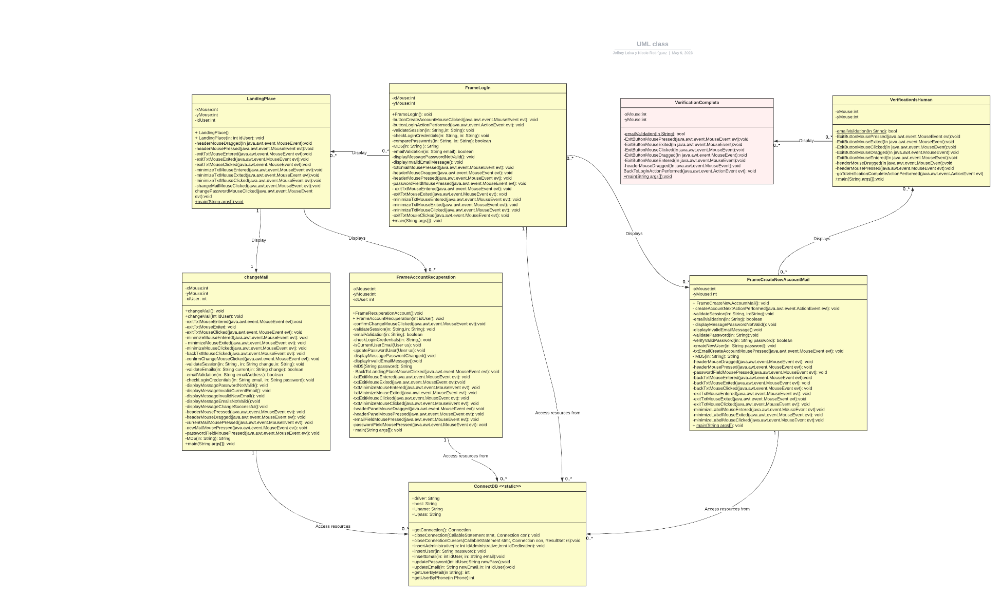 UML class
Jeffrey Leiva y Nicole Rodríguez | May 9, 2023
LandingPlace
-xMouse:int
-yMouse:int
-idUser:int
+ LandingPlace()
+ LandingPlace(in: int idUser): void
-headerMouseDragged(In java.awt.event.MouseEvent):void
-headerMousePressed(java.awt.event.MouseEvent evt):void
-exitTxtMouseEntered(java.awt.event.MouseEvent evt):void
-exitTxtMouseExited(java.awt.event.MouseEvent evt):void
-exitTxtMouseClicked(java.awt.event.MouseEvent evt):void
-minimizeTxtMouseEntered(java.awt.event.MouseEvent evt):void
-minimizeTxtMouseExited(java.awt.event.MouseEvent evt):void
-minimizeTxtMouseClicked(java.awt.event.MouseEvent evt):void
-changeMailMouseClicked(java.awt.event.MouseEvent evt):void
changePasswordMouseClicked(java.awt.event.MouseEvent
evt):void
+main(String args[]):void
FrameLogIn
-xMouse:int
-yMouse:int
+FrameLogIn(): void
-buttonCreateAccountMouseClicked(java.awt.event.MouseEvent evt): void
-buttonLogInActionPerformed(java.awt.event.ActionEvent evt): void
-validateSession(in: String,in: String): void
-checkLoginCredentials(in: String, in: String): void
-comparePasswords(in: String, in: String): boolean
-MD5(in: String ): String
-emailValidation(in: String email): boolean
-displayMessagePasswordNotValid(): void
-displayInvalidEmailMessage(): void
-txtEmailMousePressed(java.awt.event.MouseEvent evt): void
-headerMouseDragged(java.awt.event.MouseEvent evt): void
-headerMousePressed(java.awt.event.MouseEvent evt): void
-passwordFieldMousePressed(java.awt.event.MouseEvent evt): void
- exitTxtMouseEntered(java.awt.event.MouseEvent evt): void
-exitTxtMouseExited(java.awt.event.MouseEvent evt): void
-minimizeTxtMouseEntered(java.awt.event.MouseEvent evt): void
-minimizeTxtMouseExited(java.awt.event.MouseEvent evt): void
-minimizeTxtMouseClicked(java.awt.event.MouseEvent evt): void
-exitTxtMouseClicked(java.awt.event.MouseEvent evt): void
+main(String args[]): void
VerificationComplete
-xMouse:int
-yMouse:int
-emailValidation(In String): bool
-ExitButtonMousePressed(java.awt.event.MouseEvent evt):void
-ExitButtonMouseExited(In java.awt.event.MouseEvent evt):void
-ExitButtonMouseClicked(In java.awt.event.MouseEvent evt):void
-ExitButtonMouseDragged(In java.awt.event.MouseEvent evt):void
-ExitButtonMouseEntered(In java.awt.event.MouseEvent evt):void
-headerMouseDragged(In java.awt.event.MouseEvent):void
BackToLogInActionPerformed(java.awt.event.ActionEvent evt): void
+main(String args[]):void
VerificationIsHuman
-xMouse:int
-yMouse:int
-emailValidation(In String): bool
-ExitButtonMousePressed(java.awt.event.MouseEvent evt):void
-ExitButtonMouseExited(In java.awt.event.MouseEvent evt):void
-ExitButtonMouseClicked(In java.awt.event.MouseEvent evt):void
-ExitButtonMouseDragged(In java.awt.event.MouseEvent evt):void
-ExitButtonMouseEntered(In java.awt.event.MouseEvent evt):void
-headerMouseDragged(In java.awt.event.MouseEvent):void
-headerMousePressed(java.awt.event.MouseEvent evt):void
-goToVerificationCompleteActionPerformed(java.awt.event.ActionEvent evt)
+main(String args[]):void
0..*
Display
0..*
0..*
Display
0..*
0..*
0..*
1
1
Display
Displays
Displays
Displays
1
0..*
0..*
0..*
changeMail
-xMouse:int
-yMouse:int
-idUser: int
+changeMail(): void
+changeMail(int idUser): void
-exitTxtMouseEntered(java.awt.event.MouseEvent evt):void
-exitTxtMouseExited: void
-exitTxtMouseClicked(java.awt.event.MouseEvent evt):void
-minimizeMouseEntered(java.awt.event.MouseEvent evt): void
- minimizeMouseExited(java.awt.event.MouseEvent evt): void
-minimizeMouseClicked(java.awt.event.MouseEvent evt): void
-backTxtMouseClicked(java.awt.event.MouseEvent evt): void
-confirmChangeMouseClicked(java.awt.event.MouseEvent evt): void
-validateSession(in: String , in: String change,in: String): void
-validateEmails(in: String current,in: String change): boolean
-emailValidation(in: String emailAddress): boolean
-checkLoginCredentials(in: String email, in: String password): void
-displayMessagePasswordNotValid(): void
-displayMessageInvalidCurrentEmail(): void
-displayMessageInvalidNewEmail(): void
-displayMessageEmailsNotValid():void
-displayMessageChangeSuccessful():void
-headerMousePressed(java.awt.event.MouseEvent evt): void
-headerMouseDragged(java.awt.event.MouseEvent evt): void
-currentMailMousePressed(java.awt.event.MouseEvent evt): void
-newMailMousePressed(java.awt.event.MouseEvent evt): void
-passwordFieldMousePressed(java.awt.event.MouseEvent evt): void
-MD5(in: String): String
+main(String args[]): void
FrameAccountRecuperation
-xMouse:int
-yMouse:int
-idUser: int
+FrameRecuperationAccount():void
+ FrameAccountRecuperation(int idUser): void
-confirmChangeMouseClicked(java.awt.event.MouseEvent evt):void
-validateSession(in: String,in: String): void
-emailValidation(in: String): boolean
-checkLoginCredentials(in: String,): void
-isCurrentUserEmail(User us): void
-updatePasswordUser(User us): void
-displayMessagePasswordChanged():void
-displayInvalidEmailMessage():void
-MD5(String password): String
- BackToLandingPlaceMouseClicked(java.awt.event.MouseEvent evt): void
-txtExitMouseEntered(java.awt.event.MouseEvent evt): void
-txtExitMouseExited(java.awt.event.MouseEvent evt):void
-txtMinimizeMouseEntered(java.awt.event.MouseEvent evt): void
-txtMinimizeMouseExited(java.awt.event.MouseEvent evt): void
-txtExitMouseClicked(java.awt.event.MouseEvent evt): void
-txtMinimizeMouseClicked(java.awt.event.MouseEvent evt): void
-headerPanelMouseDragged(java.awt.event.MouseEvent evt): void
-headerPanelMousePressed(java.awt.event.MouseEvent evt): void
-emailFieldMousePressed(java.awt.event.MouseEvent evt): void
-passwordFieldMousePressed(java.awt.event.MouseEvent evt): void
+main(String args[]): void
FrameCreateNewAccountMail
-xMouse:int
-yMouse:i nt
+ FrameCreateNewAccountMail(): void
- createAccountNextActionPerformed(java.awt.event.ActionEvent evt): void
-validateSession(in: String, in:String):void
-emailValidation(in: String): boolean
- displayMessagePasswordNotValid(): void
-displayInvalidEmailMessage():void
-validatePassword(in: String):void
-verifyValidPassword(in: String password): boolean
-createNewUser(in: String password): void
-txtEmailCreateAccountMousePressed(java.awt.event.MouseEvent evt): void
- MD5(in: String): String
-headerMouseDragged(java.awt.event.MouseEvent evt): void
-headerMousePressed(java.awt.event.MouseEvent evt): void
-passwordFieldMousePressed(java.awt.event.MouseEvent evt): void
-backTxtMouseEntered(java.awt.event.MouseEvent evt):void
-backTxtMouseExited(java.awt.event.MouseEvent evt): void
-backTxtMouseClicked(java.awt.event.MouseEvent evt): void
-exitTxtMouseEntered(java.awt.event.MouseEvent evt): void
-exitTxtMouseExited(java.awt.event.MouseEvent evt): void
-exitTxtMouseClicked(java.awt.event.MouseEvent evt): void
-minimizeLabelMouseEntered(java.awt.event.MouseEvent evt):void
-minimizeLabelMouseExited(java.awt.event.MouseEvent evt): void
-minimizeLabelMouseClicked(java.awt.event.MouseEvent evt):void
+ main(String args[]): void
Access resources from
1
1
1
Access resources from
0..*
0..*
Access resources
Access resources from
0..*
0..*
ConnectDB <<static>>
+driver: String
+host: String
+Uname: String
+Upass: String
+getConnection(): Connection
+closeConnection(CallableStatement stmt, Connection con): void
+closeConnectionCursors(CallableStatement stmt, Connection con, ResultSet rs):void
+insertAdministrative(in: int idAdministrative,in:nt idDedication): void
+insertUser(in: String password): void
+insertEmail(in: int idUser, in: String email):void
+updatePassword(int idUser,String newPass):void
+updateEmail(in: String newEmail,in: int idUser):void
+getUserByMail(in String): int
+getUserByPhone(in Phone):int